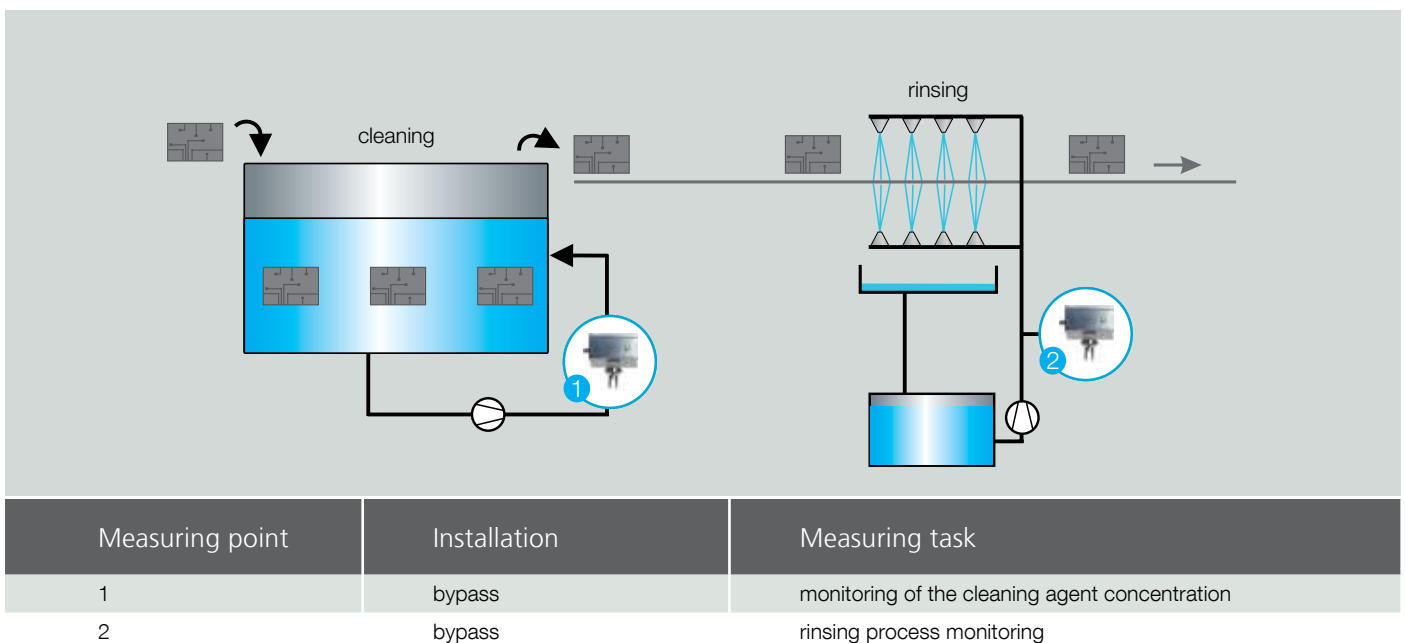 rinsing
cleaning
1
2
Measuring point Installation Measuring task
1 bypass monitoring of the cleaning agent concentration
2 bypass rinsing process monitoring